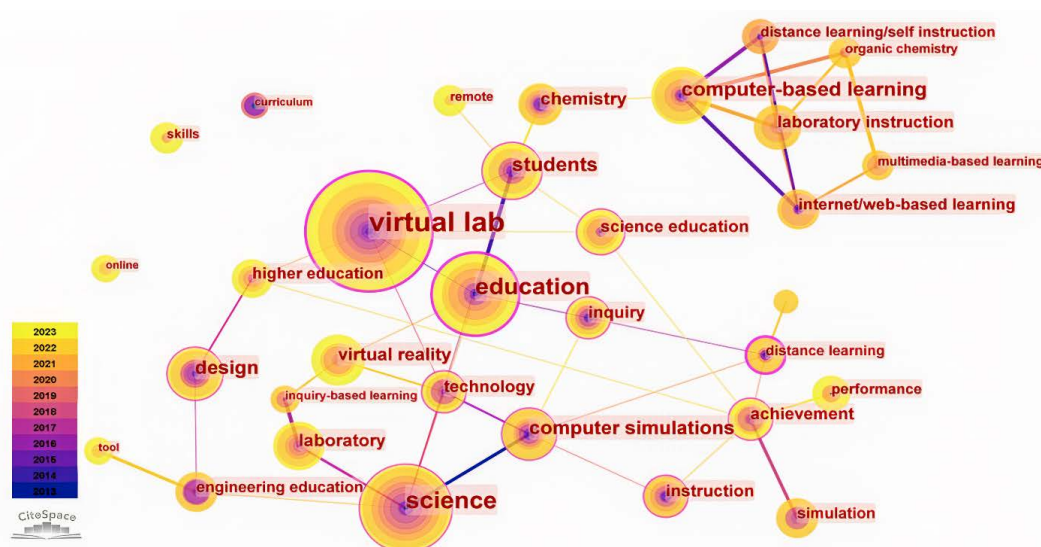 distance learning/self instruction
organic chemistry
computer-based learning
remote
chemistry
curriculum
laboratory instruction
skills
students
multimedia-based learning
internet/web-based learning
virtual lab
science education
online
higher education
education
inquiry
2023
2022
2021
2020
2019
2018
2017
2016
2015
2014
2013
virtual reality
distance learning
design
technology
inquiry-based learning
performance
achievement
computer simulations
laboratory
tool
engineering education
science
instruction
simulation
CiteSpace